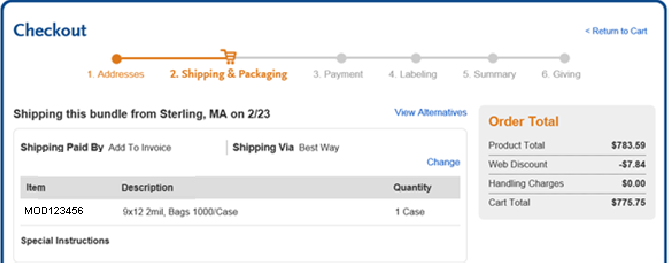 Checkout
< Return to Cart
1. Addresses
2. Shipping & Packaging
3. Payment
4. Labeling
5. Summary
6. Giving
Shipping this bundle from Sterling, MA on 2/23
View Alternatives
Shipping Paid By Add To Invoice
Shipping Via Best Way
Change
Item Description Quantity
MOD123456 9x12 2mil, Bags 1000/Case 1 Case
Special Instructions
Order Total
Product Total $783.59
Web Discount -$7.84
Handling Charges $0.00
Cart Total $775.75